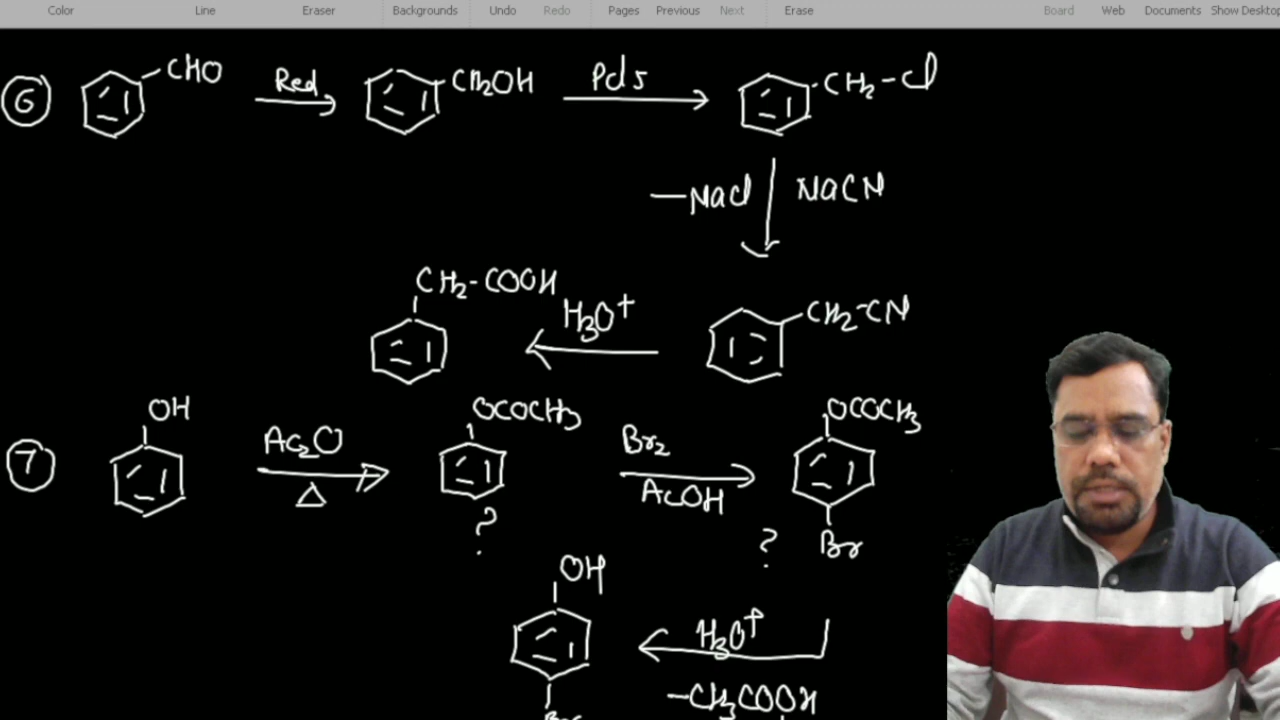 Color Line Eraser Backgrounds Undo Redo Pages Previous Next Erase Board Web Documents Show Desktop
6 CHO Red CH2OH Pcl5 CH2-Cl
-Nacl NaCN
CH2-COOH H3O+ CH2-CN
7 OH Ac2O Δ OCOCH3 Br2 AcOH OCOCH3
? ? Br
OH H3O+
-CH3COOH
Br